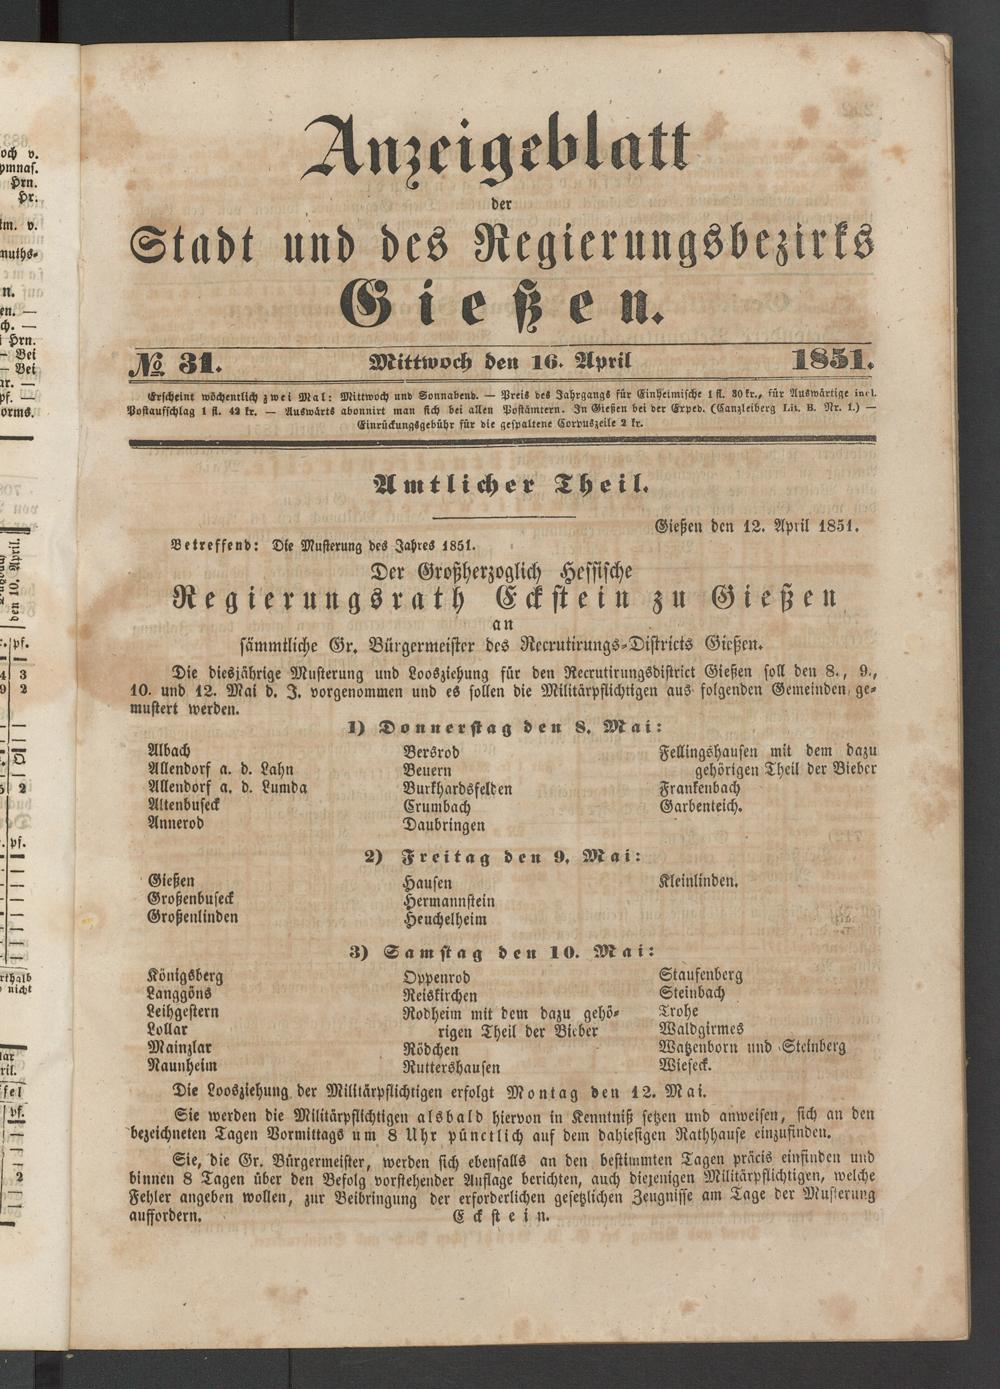 Anzeigeblatt
der
Stadt und des Regierungsbezirks
Gießen.
№ 31. Mittwoch den 16. April 1851.
Erscheint wöchentlich zwei Mal: Mittwoch und Sonnabend. — Preis des Jahrgangs für Einheimische 1 fl. 30 kr., für Auswärtige incl.
Postaufschlag 1 fl. 42 kr. — Auswärts abonnirt man sich bei allen Postämtern. In Gießen bei der Exped. (Canzleiberg Lit. B. Nr. 1.) —
Einrückungsgebühr für die gespaltene Corpuszeile 2 kr.
Amtlicher Theil.
Gießen den 12. April 1851.
Betreffend: Die Musterung des Jahres 1851.
Der Großherzoglich Hessische
Regierungsrath Eckstein zu Gießen
an
sämmtliche Gr. Bürgermeister des Recrutirungs-Districts Gießen.
Die diesjährige Musterung und Loosziehung für den Recrutirungsdistrict Gießen soll den 8., 9.,
10. und 12. Mai d. J. vorgenommen und es sollen die Militärpflichtigen aus folgenden Gemeinden ge-
mustert werden.
1) Donnerstag den 8. Mai:
Albach
Allendorf a. d. Lahn
Allendorf a. d. Lumda
Altenbuseck
Annerod
Bersrod
Beuern
Burkhardsfelden
Crumbach
Daubringen
Fellingshausen mit dem dazu
gehörigen Theil der Bieber
Frankenbach
Garbenteich.
2) Freitag den 9. Mai:
Gießen
Großenbuseck
Großenlinden
Hausen
Hermannstein
Heuchelheim
Kleinlinden.
3) Samstag den 10. Mai:
Königsberg
Langgöns
Leihgestern
Lollar
Mainzlar
Naunheim
Oppenrod
Reiskirchen
Rodheim mit dem dazu gehö-
rigen Theil der Bieber
Rödchen
Ruttershausen
Staufenberg
Steinbach
Trohe
Waldgirmes
Watzenborn und Steinberg
Wieseck.
Die Loosziehung der Militärpflichtigen erfolgt Montag den 12. Mai.
Sie werden die Militärpflichtigen alsbald hiervon in Kenntniß setzen und anweisen, sich an den
bezeichneten Tagen Vormittags um 8 Uhr pünctlich auf dem dahiesigen Rathhause einzufinden.
Sie, die Gr. Bürgermeister, werden sich ebenfalls an den bestimmten Tagen präcis einfinden und
binnen 8 Tagen über den Befolg vorstehender Auflage berichten, auch diejenigen Militärpflichtigen, welche
Fehler angeben wollen, zur Beibringung der erforderlichen gesetzlichen Zeugnisse am Tage der Musterung
auffordern. Eckstein.